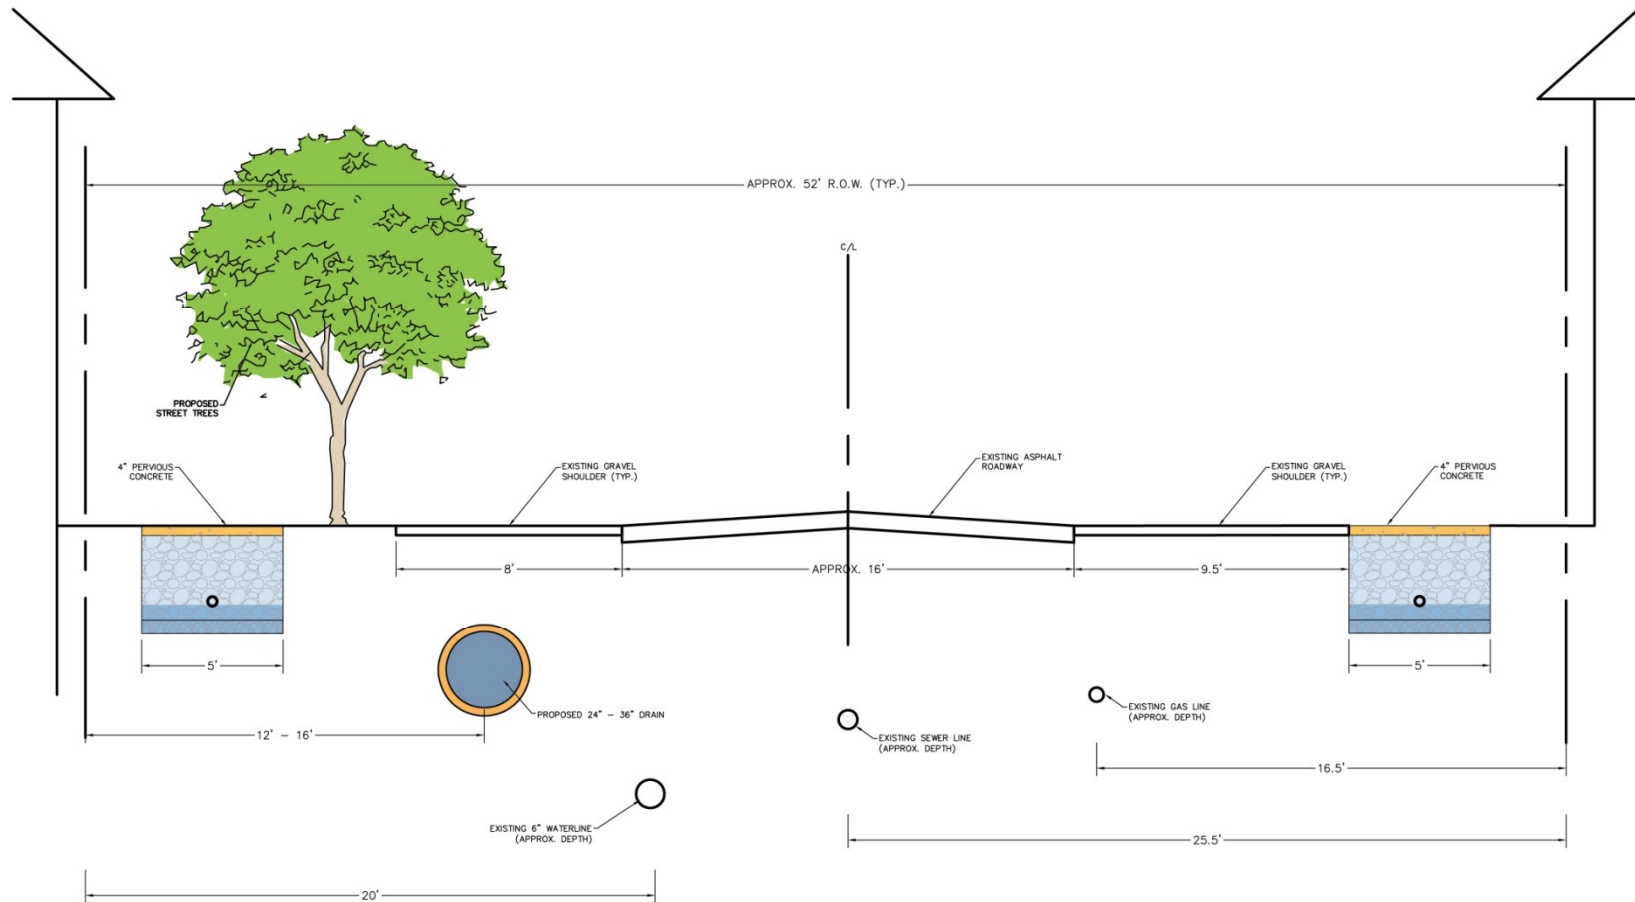 APPROX. 52' R.O.W. (TYP.)
C/L
PROPOSED
STREET TREES
4" PERVIOUS
CONCRETE
EXISTING GRAVEL
SHOULDER (TYP.)
EXISTING ASPHALT
ROADWAY
EXISTING GRAVEL
SHOULDER (TYP.)
4" PERVIOUS
CONCRETE
8'
APPROX. 16'
9.5'
5'
5'
PROPOSED 24" – 36" DRAIN
EXISTING GAS LINE
(APPROX. DEPTH)
12' – 16'
EXISTING SEWER LINE
(APPROX. DEPTH)
16.5'
EXISTING 6" WATERLINE
(APPROX. DEPTH)
25.5'
20'